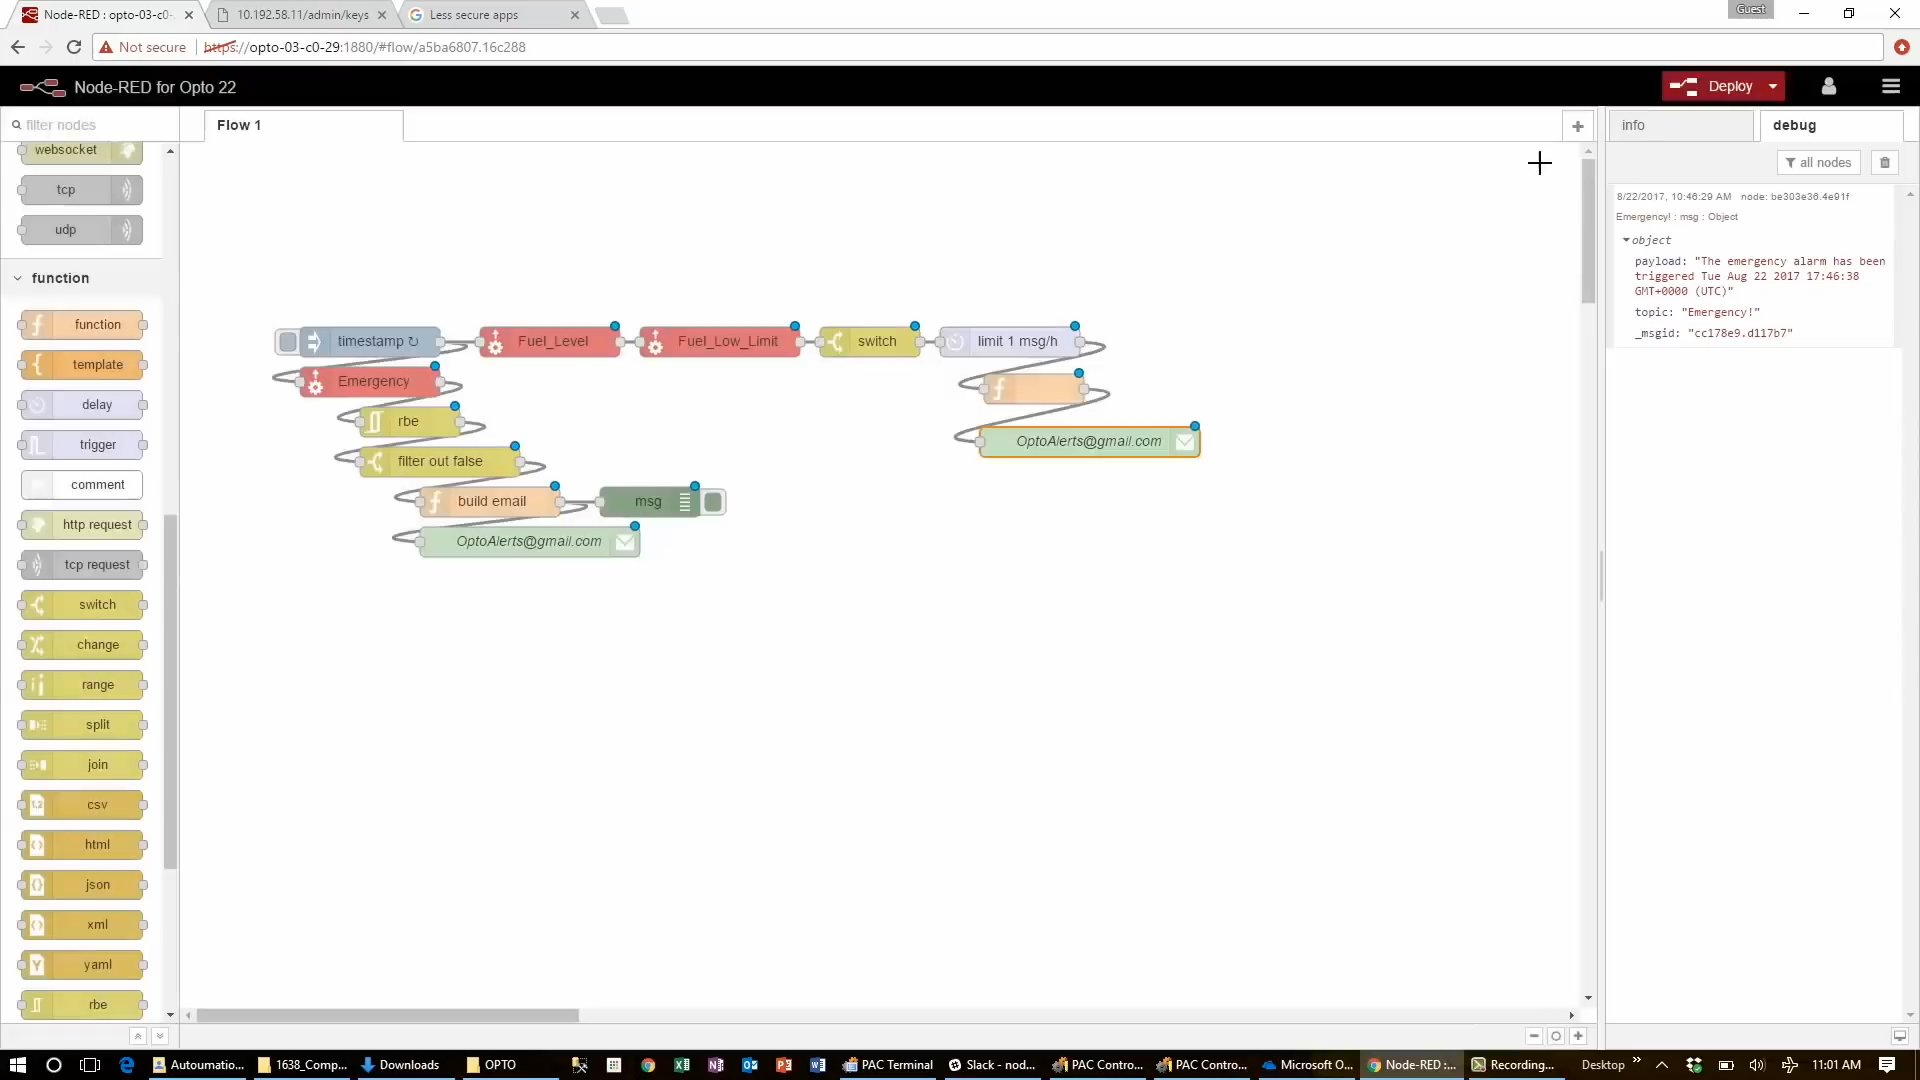 Node-RED : opto-03-c0-
10.192.58.11/admin/keys
Less secure apps
Guest
Not secure
https://opto-03-c0-29:1880/#flow/a5ba6807.16c288
Node-RED for Opto 22
Deploy
filter nodes
Flow 1
info
debug
all nodes
websocket
tcp
udp
function
function
template
delay
trigger
comment
http request
tcp request
switch
change
range
split
join
csv
html
json
xml
yaml
rbe
timestamp ↻
Fuel_Level
Fuel_Low_Limit
switch
limit 1 msg/h
Emergency
rbe
filter out false
build email
msg
OptoAlerts@gmail.com
OptoAlerts@gmail.com
8/22/2017, 10:46:29 AM node: be303e36.4e91f
Emergency! : msg : Object
object
payload: "The emergency alarm has been
triggered Tue Aug 22 2017 17:46:38
GMT+0000 (UTC)"
topic: "Emergency!"
_msgid: "cc178e9.d117b7"
Autoumatio...
1638_Comp...
Downloads
OPTO
PAC Terminal
Slack - nod...
PAC Contro...
PAC Contro...
Microsoft O...
Node-RED :...
Recording...
Desktop
11:01 AM